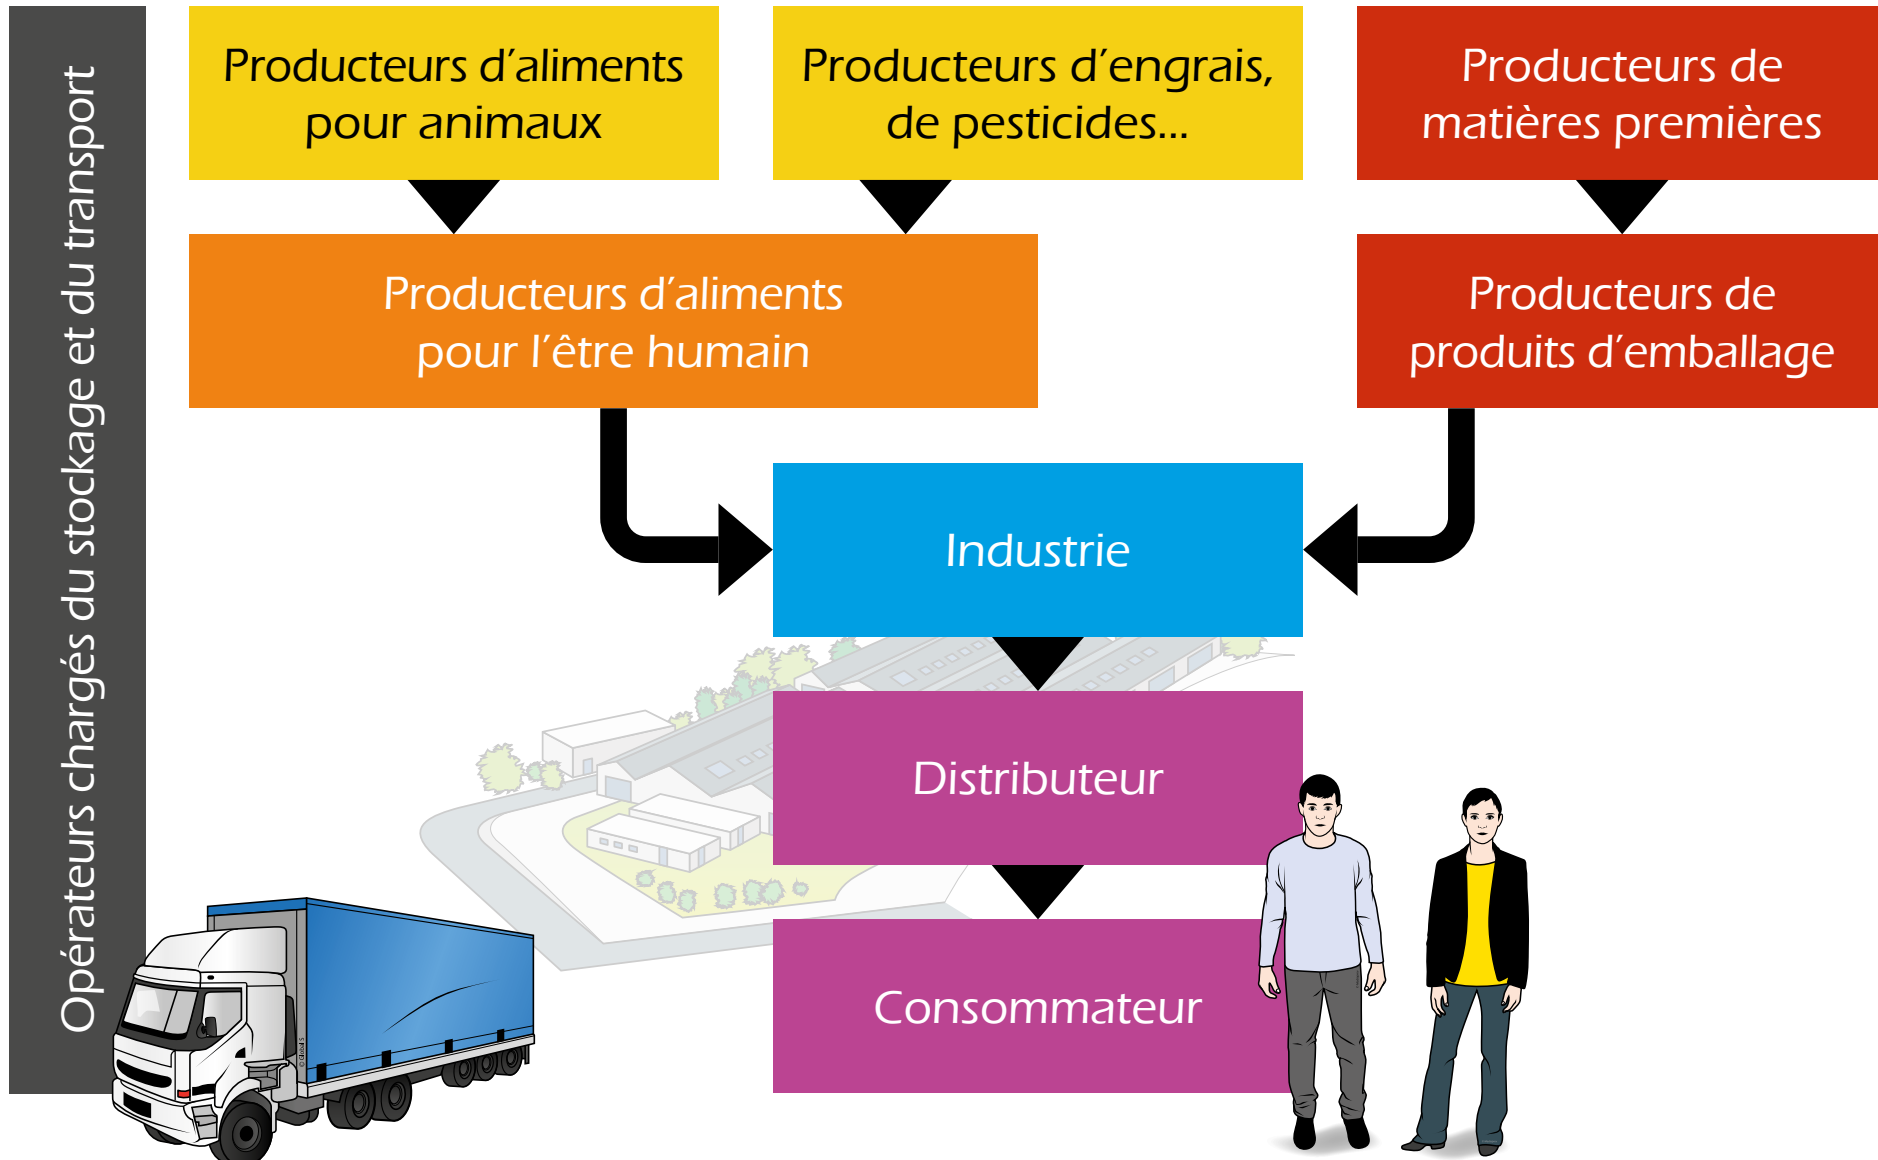 Opérateurs chargés du stockage et du transport
Producteurs d'aliments
pour animaux
Producteurs d'engrais,
de pesticides...
Producteurs de
matières premières
Producteurs d'aliments
pour l'être humain
Producteurs de
produits d'emballage
Industrie
Distributeur
Consommateur
© Global S